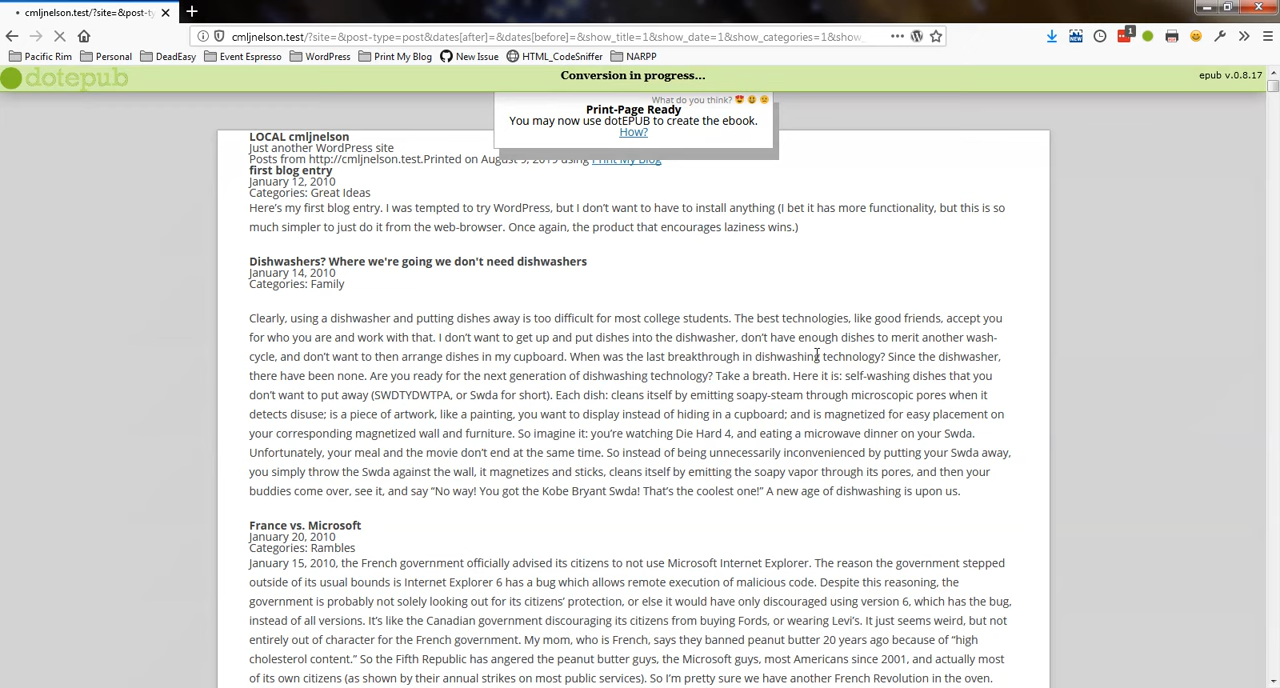 cmljnelson.test/?site=&post-ty
cmljnelson.test/?site=&post-type=post&dates[after]=&dates[before]=&show_title=1&show_date=1&show_categories=1&show_
Pacific Rim Personal DeadEasy Event Espresso WordPress Print My Blog New Issue HTML_CodeSniffer NARPP
dotepub Conversion in progress... epub v.0.8.17
What do you think?
Print-Page Ready
You may now use dotEPUB to create the ebook.
How?
LOCAL cmljnelson
Just another WordPress site
Posts from http://cmljnelson.test.Printed on August 5, 2019 using Print My Blog
first blog entry
January 12, 2010
Categories: Great Ideas
Here’s my first blog entry. I was tempted to try WordPress, but I don’t want to have to install anything (I bet it has more functionality, but this is so
much simpler to just do it from the web-browser. Once again, the product that encourages laziness wins.)
Dishwashers? Where we're going we don't need dishwashers
January 14, 2010
Categories: Family
Clearly, using a dishwasher and putting dishes away is too difficult for most college students. The best technologies, like good friends, accept you
for who you are and work with that. I don’t want to get up and put dishes into the dishwasher, don’t have enough dishes to merit another wash-
cycle, and don’t want to then arrange dishes in my cupboard. When was the last breakthrough in dishwashing technology? Since the dishwasher,
there have been none. Are you ready for the next generation of dishwashing technology? Take a breath. Here it is: self-washing dishes that you
don’t want to put away (SWDTYDWTPA, or Swda for short). Each dish: cleans itself by emitting soapy-steam through microscopic pores when it
detects disuse; is a piece of artwork, like a painting, you want to display instead of hiding in a cupboard; and is magnetized for easy placement on
your corresponding magnetized wall and furniture. So imagine it: you’re watching Die Hard 4, and eating a microwave dinner on your Swda.
Unfortunately, your meal and the movie don’t end at the same time. So instead of being unnecessarily inconvenienced by putting your Swda away,
you simply throw the Swda against the wall, it magnetizes and sticks, cleans itself by emitting the soapy vapor through its pores, and then your
buddies come over, see it, and say “No way! You got the Kobe Bryant Swda! That’s the coolest one!” A new age of dishwashing is upon us.
France vs. Microsoft
January 20, 2010
Categories: Rambles
January 15, 2010, the French government officially advised its citizens to not use Microsoft Internet Explorer. The reason the government stepped
outside of its usual bounds is Internet Explorer 6 has a bug which allows remote execution of malicious code. Despite this reasoning, the
government is probably not solely looking out for its citizens’ protection, or else it would have only discouraged using version 6, which has the bug,
instead of all versions. It’s like the Canadian government discouraging its citizens from buying Fords, or wearing Levi’s. It just seems weird, but not
entirely out of character for the French government. My mom, who is French, says they banned peanut butter 20 years ago because of “high
cholesterol content.” So the Fifth Republic has angered the peanut butter guys, the Microsoft guys, most Americans since 2001, and actually most
of its own citizens (as shown by their annual strikes on most public services). So I’m pretty sure we have another French Revolution in the oven.